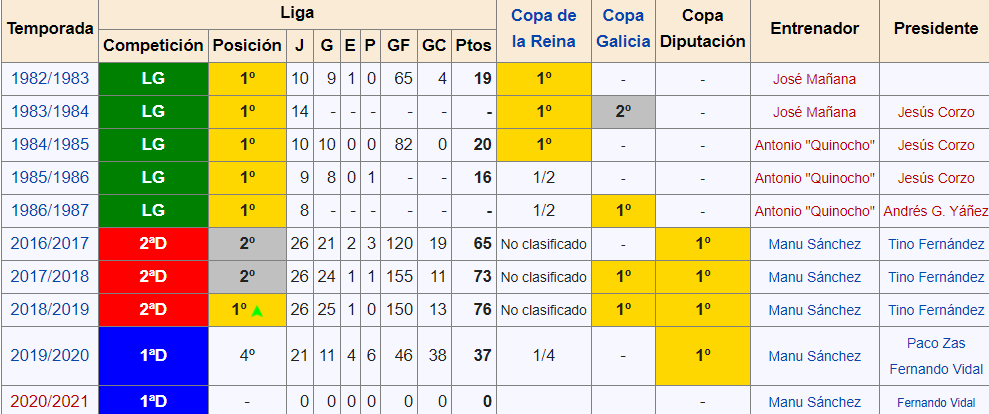 Temporada Liga Copa de la Reina Copa Galicia Copa Diputación Entrenador Presidente
Competición Posición J G E P GF GC Ptos
1982/1983 LG 1º 10 9 1 0 65 4 19 1º - - José Mañana
1983/1984 LG 1º 14 - - - - - - 1º 2º - José Mañana Jesús Corzo
1984/1985 LG 1º 10 10 0 0 82 0 20 1º - - Antonio "Quinocho" Jesús Corzo
1985/1986 LG 1º 9 8 0 1 - - 16 1/2 - - Antonio "Quinocho" Jesús Corzo
1986/1987 LG 1º 8 - - - - - - 1/2 1º - Antonio "Quinocho" Andrés G. Yáñez
2016/2017 2ªD 2º 26 21 2 3 120 19 65 No clasificado - 1º Manu Sánchez Tino Fernández
2017/2018 2ªD 2º 26 24 1 1 155 11 73 No clasificado 1º 1º Manu Sánchez Tino Fernández
2018/2019 2ªD 1º 26 25 1 0 150 13 76 No clasificado 1º 1º Manu Sánchez Tino Fernández
2019/2020 1ªD 4º 21 11 4 6 46 38 37 1/4 - 1º Manu Sánchez Paco Zas
Fernando Vidal
2020/2021 1ªD - 0 0 0 0 0 0 0 Manu Sánchez Fernando Vidal